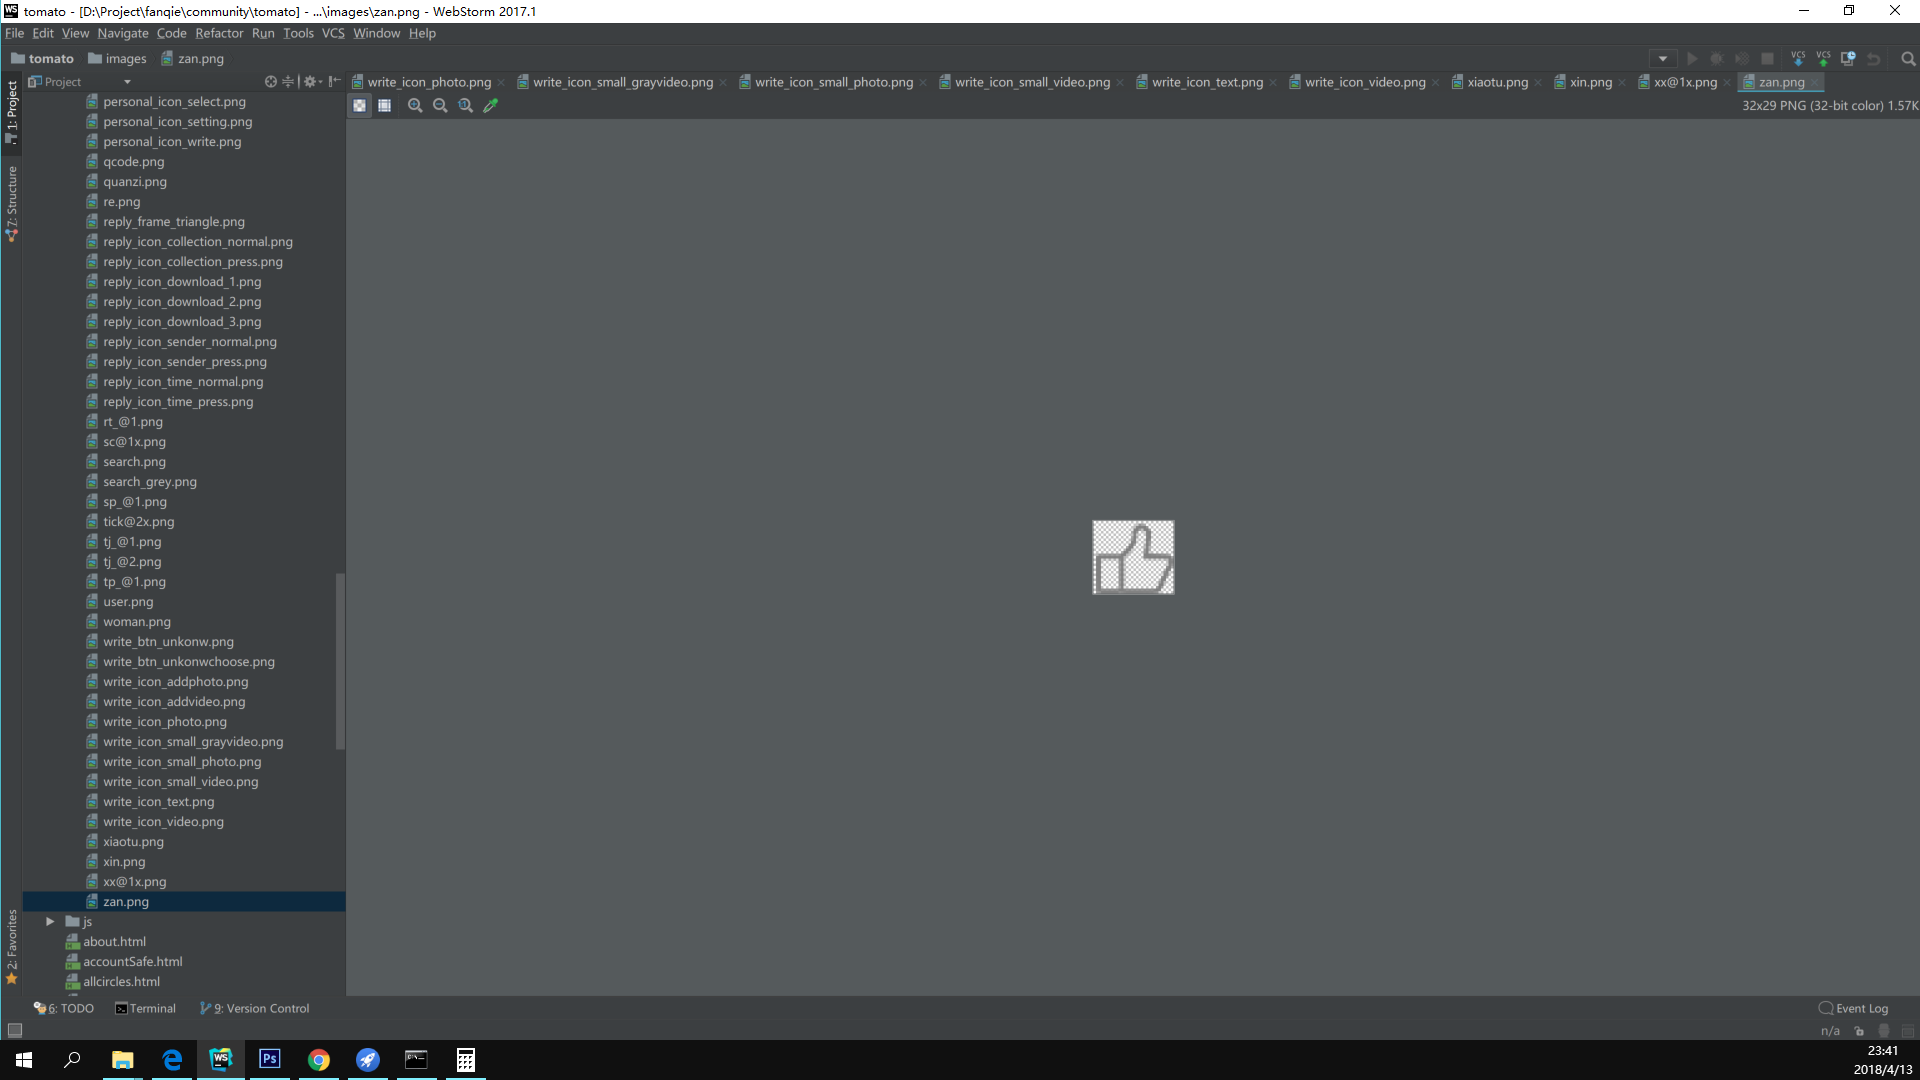 tomato - [D:\Project\fanqie\community\tomato] - ...\images\zan.png - WebStorm 2017.1
File Edit View Navigate Code Refactor Run Tools VCS Window Help
tomato images zan.png
VCS VCS
Project
write_icon_photo.png write_icon_small_grayvideo.png write_icon_small_photo.png write_icon_small_video.png write_icon_text.png write_icon_video.png xiaotu.png xin.png xx@1x.png zan.png
32x29 PNG (32-bit color) 1.57K
1: Project
7: Structure
2: Favorites
personal_icon_select.png
personal_icon_setting.png
personal_icon_write.png
qcode.png
quanzi.png
re.png
reply_frame_triangle.png
reply_icon_collection_normal.png
reply_icon_collection_press.png
reply_icon_download_1.png
reply_icon_download_2.png
reply_icon_download_3.png
reply_icon_sender_normal.png
reply_icon_sender_press.png
reply_icon_time_normal.png
reply_icon_time_press.png
rt_@1.png
sc@1x.png
search.png
search_grey.png
sp_@1.png
tick@2x.png
tj_@1.png
tj_@2.png
tp_@1.png
user.png
woman.png
write_btn_unkonw.png
write_btn_unkonwchoose.png
write_icon_addphoto.png
write_icon_addvideo.png
write_icon_photo.png
write_icon_small_grayvideo.png
write_icon_small_photo.png
write_icon_small_video.png
write_icon_text.png
write_icon_video.png
xiaotu.png
xin.png
xx@1x.png
zan.png
js
about.html
accountSafe.html
allcircles.html
6: TODO Terminal 9: Version Control Event Log
n/a
WS Ps
23:41
2018/4/13